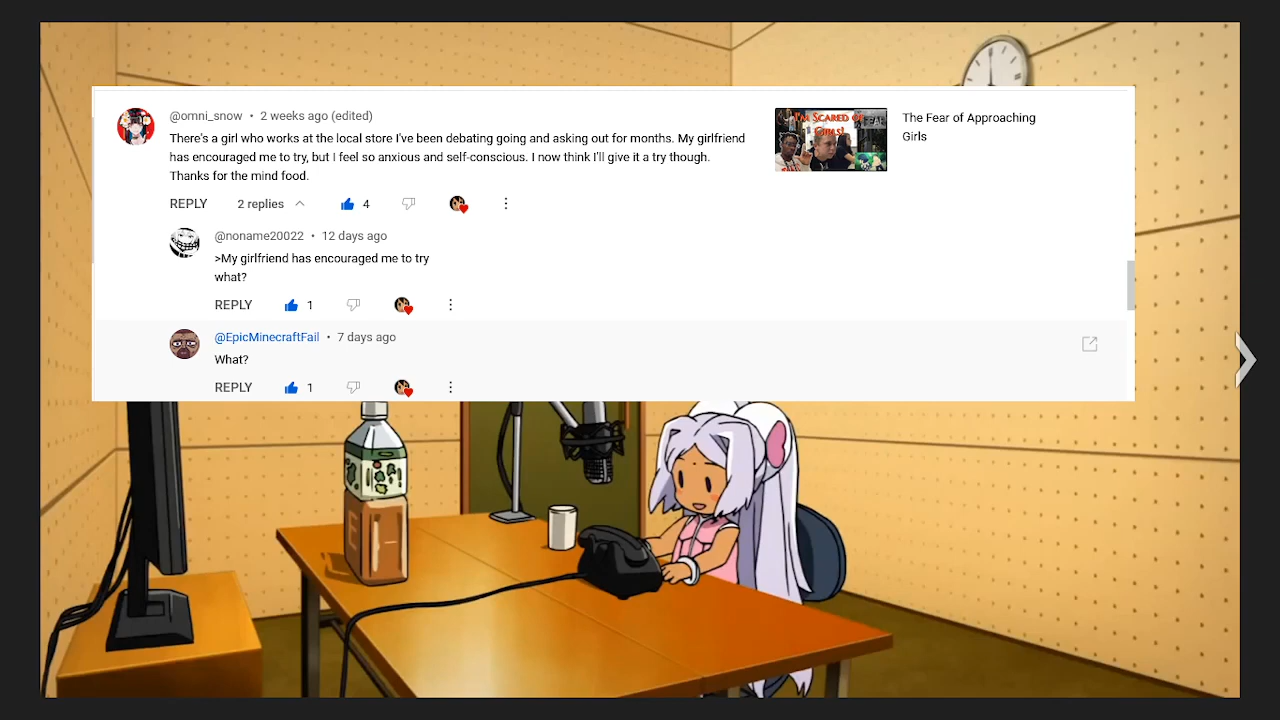 @omni_snow • 2 weeks ago (edited)
There's a girl who works at the local store I've been debating going and asking out for months. My girlfriend
has encouraged me to try, but I feel so anxious and self-conscious. I now think I'll give it a try though.
Thanks for the mind food.
REPLY 2 replies 4
I'm Scared of
Girls!
The Fear of Approaching
Girls
@noname20022 • 12 days ago
>My girlfriend has encouraged me to try
what?
REPLY 1
@EpicMinecraftFail • 7 days ago
What?
REPLY 1